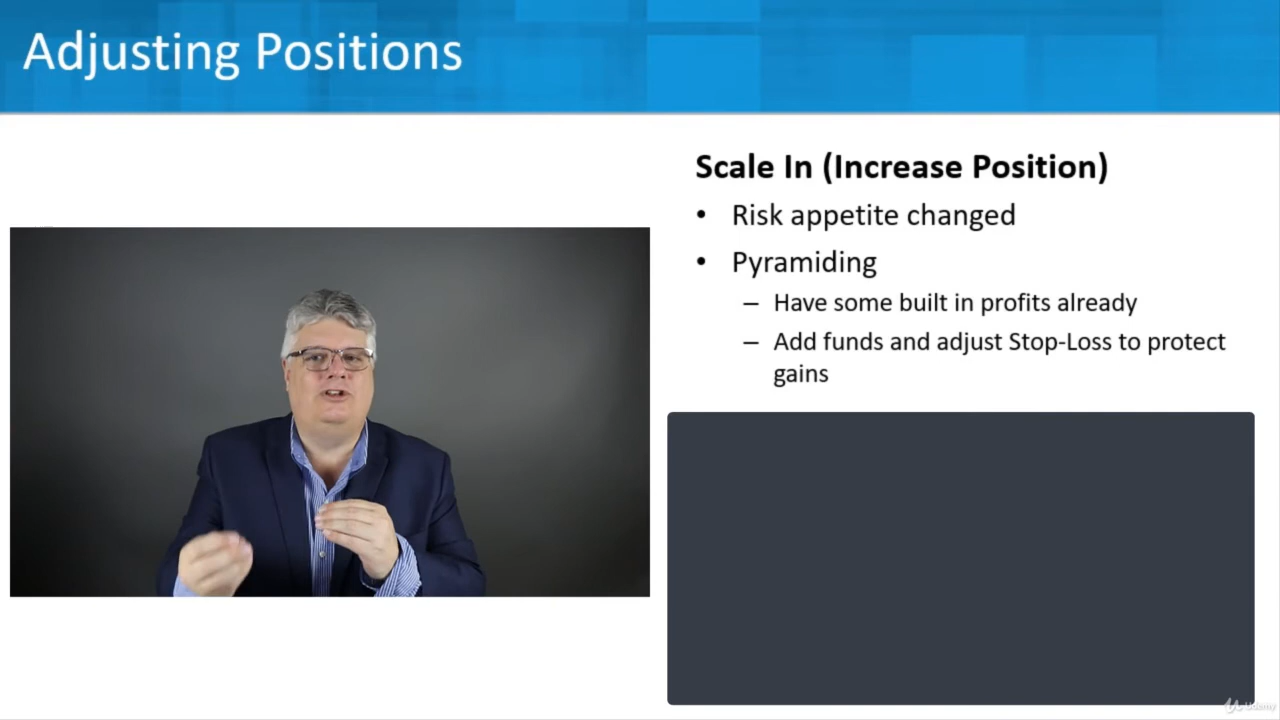 Adjusting Positions
Scale In (Increase Position)
• Risk appetite changed
• Pyramiding
– Have some built in profits already
– Add funds and adjust Stop-Loss to protect
gains
Udemy